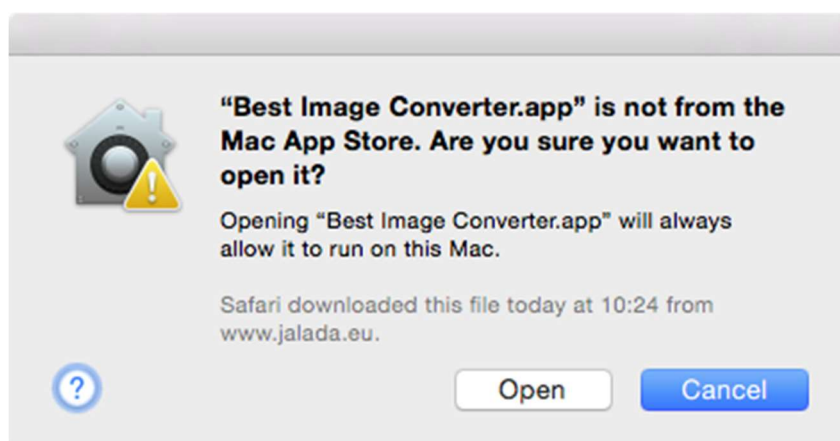 “Best Image Converter.app” is not from the
Mac App Store. Are you sure you want to
open it?
Opening “Best Image Converter.app” will always
allow it to run on this Mac.
Safari downloaded this file today at 10:24 from
www.jalada.eu.
? Open Cancel